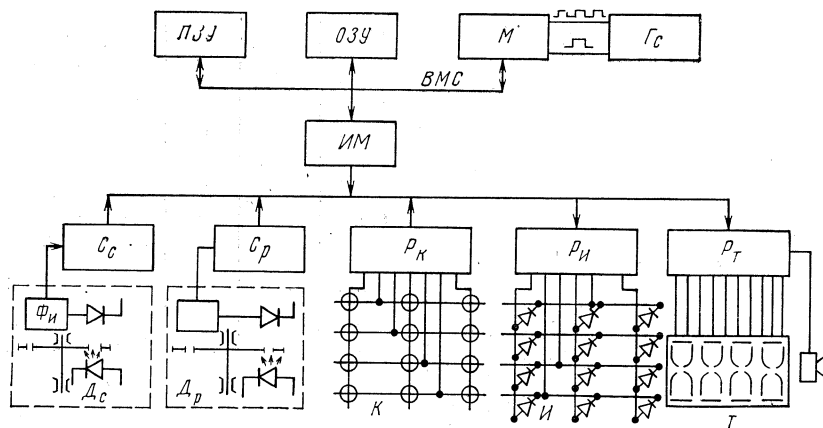 ПЗУ ОЗУ М Гс
ВМС
ИМ
Сс Ср Рк Ри Рт
Фи
Дс Др К И Т